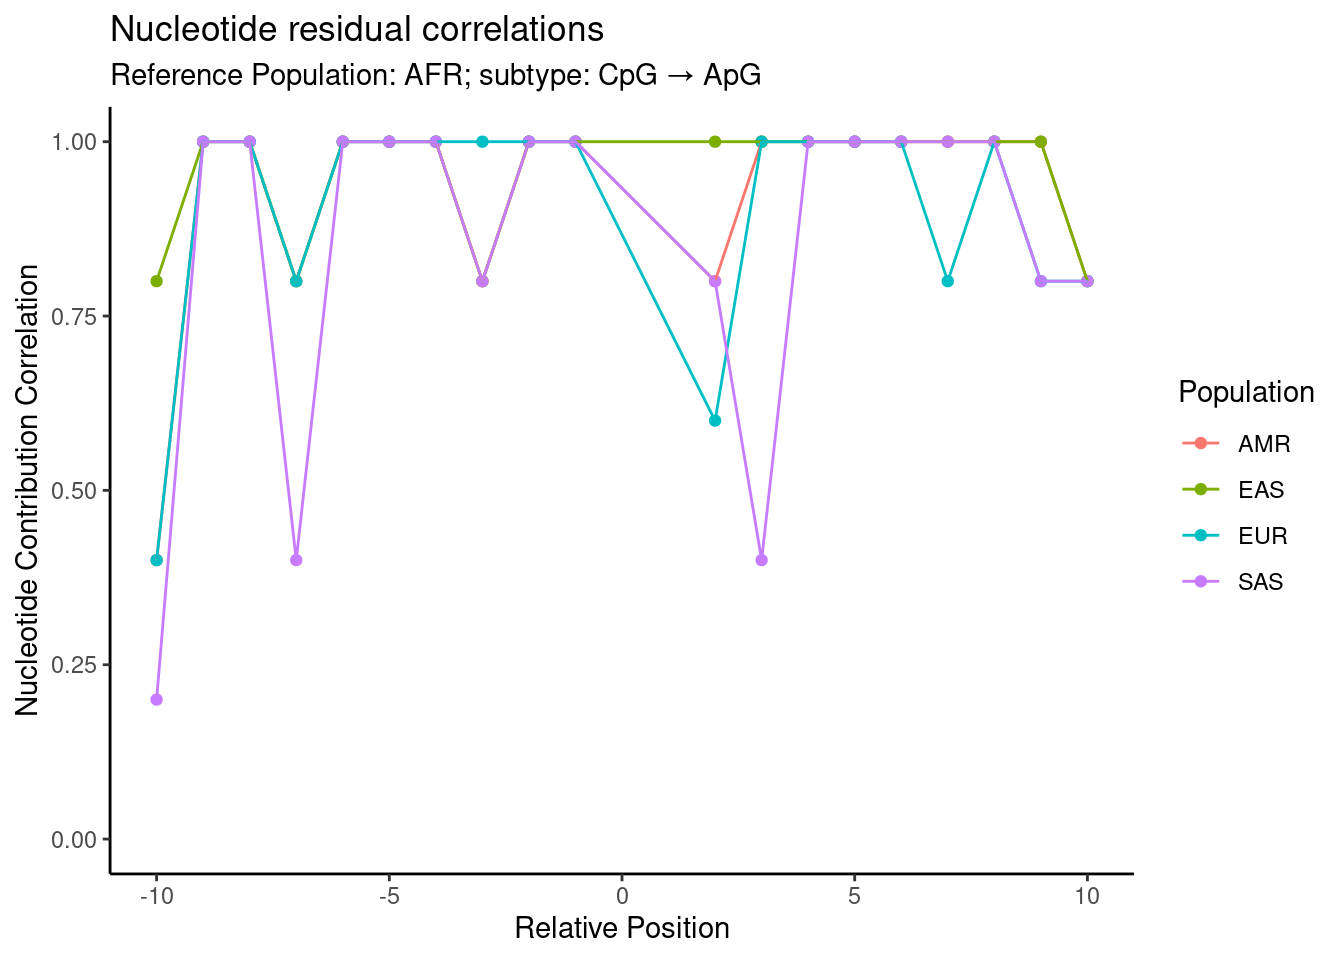 Nucleotide residual correlations
Reference Population: AFR; subtype: CpG → ApG
Nucleotide Contribution Correlation
1.00
0.75
0.50
0.25
0.00
-10
-5
0
5
10
Relative Position
Population
AMR
EAS
EUR
SAS